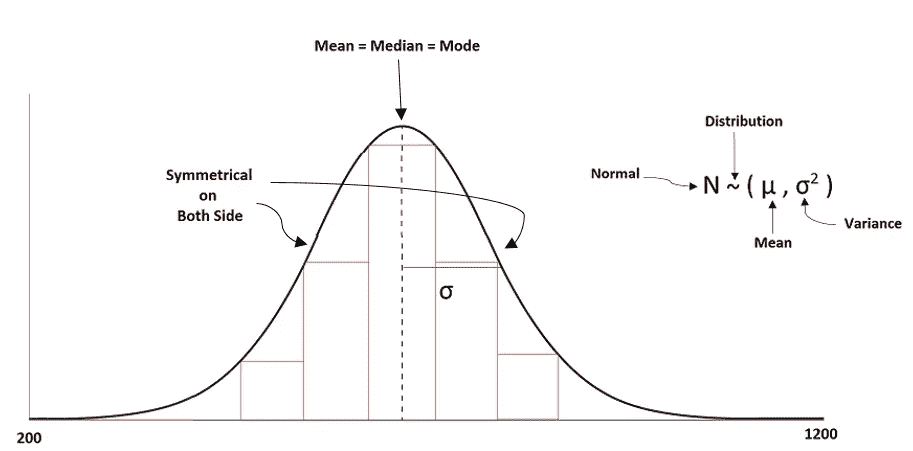 Mean = Median = Mode
Distribution
Symmetrical
on
Both Side
Normal
N ~ ( μ , σ² )
Variance
Mean
σ
200
1200